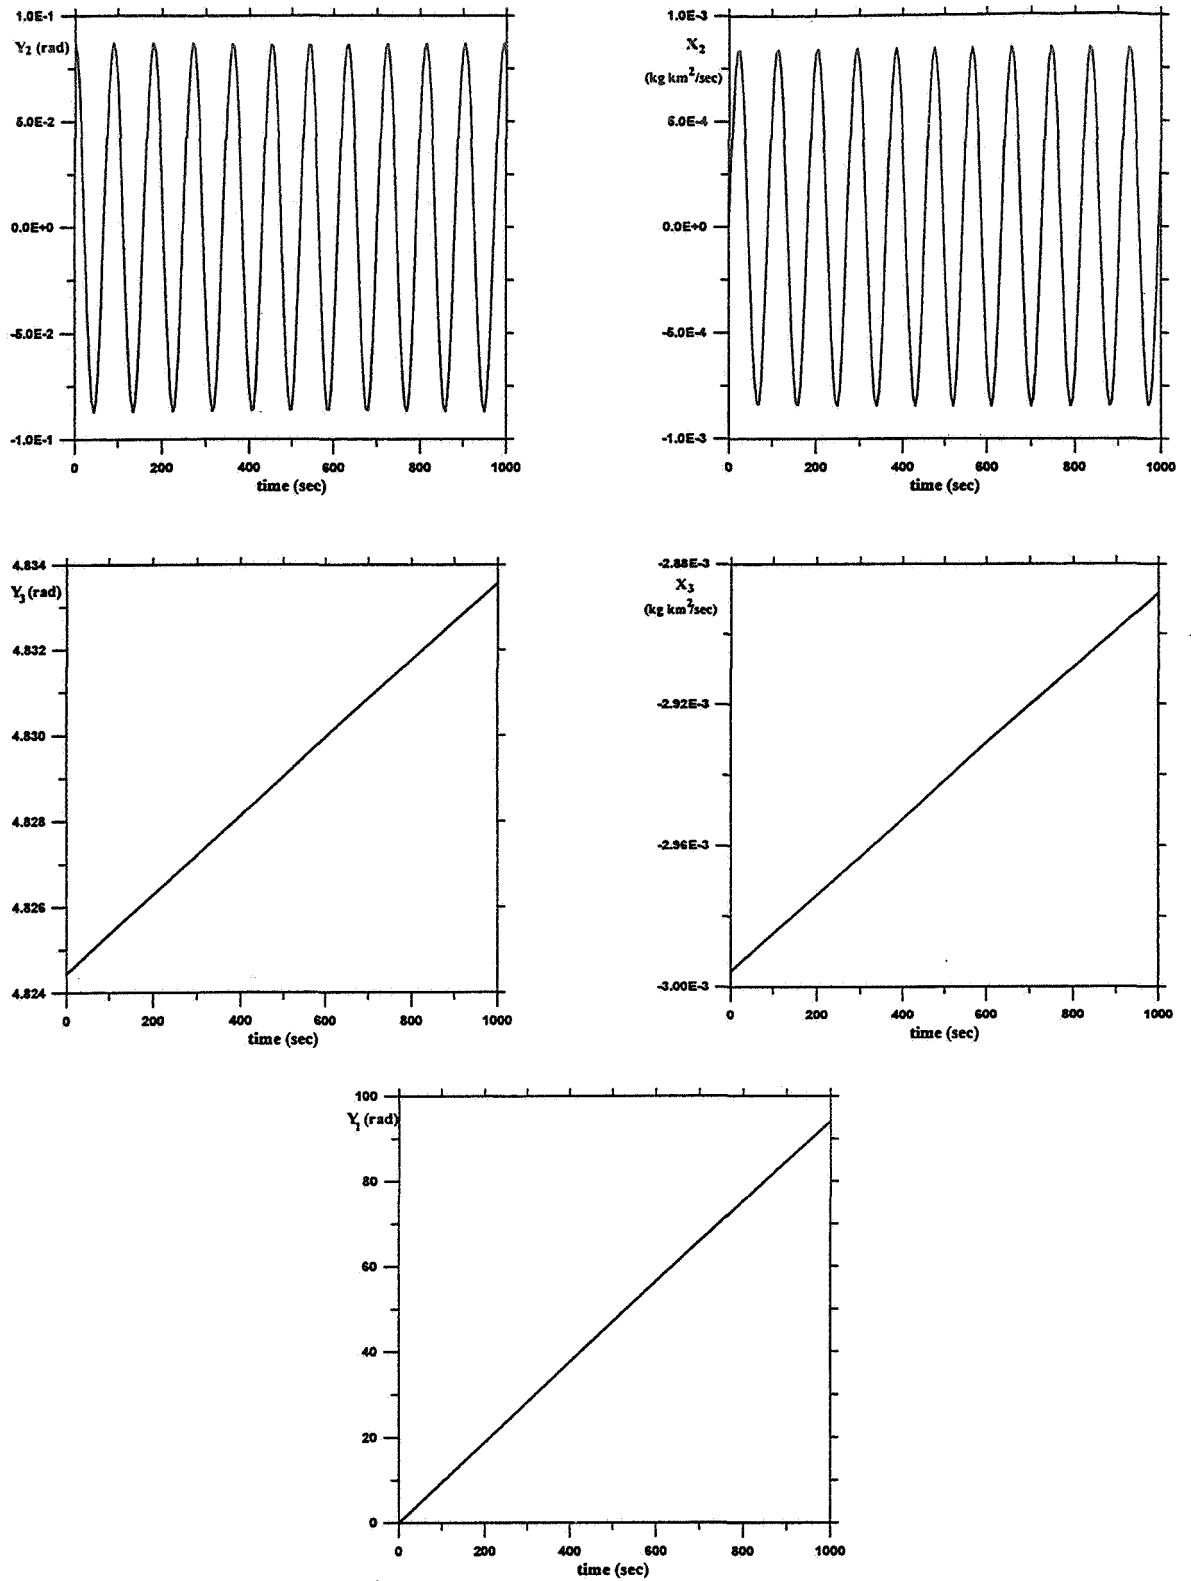 1.0E-1
Y2 (rad)
5.0E-2
0.0E+0
-5.0E-2
-1.0E-1
0 200 400 600 800 1000
time (sec)
1.0E-3
X2
(kg km2/sec)
5.0E-4
0.0E+0
-5.0E-4
-1.0E-3
0 200 400 600 800 1000
time (sec)
4.834
Y3 (rad)
4.832
4.830
4.828
4.826
4.824
0 200 400 600 800 1000
time (sec)
-2.88E-3
X3
(kg km2/sec)
-2.92E-3
-2.96E-3
-3.00E-3
0 200 400 600 800 1000
time (sec)
100
Y1 (rad)
80
60
40
20
0
0 200 400 600 800 1000
time (sec)